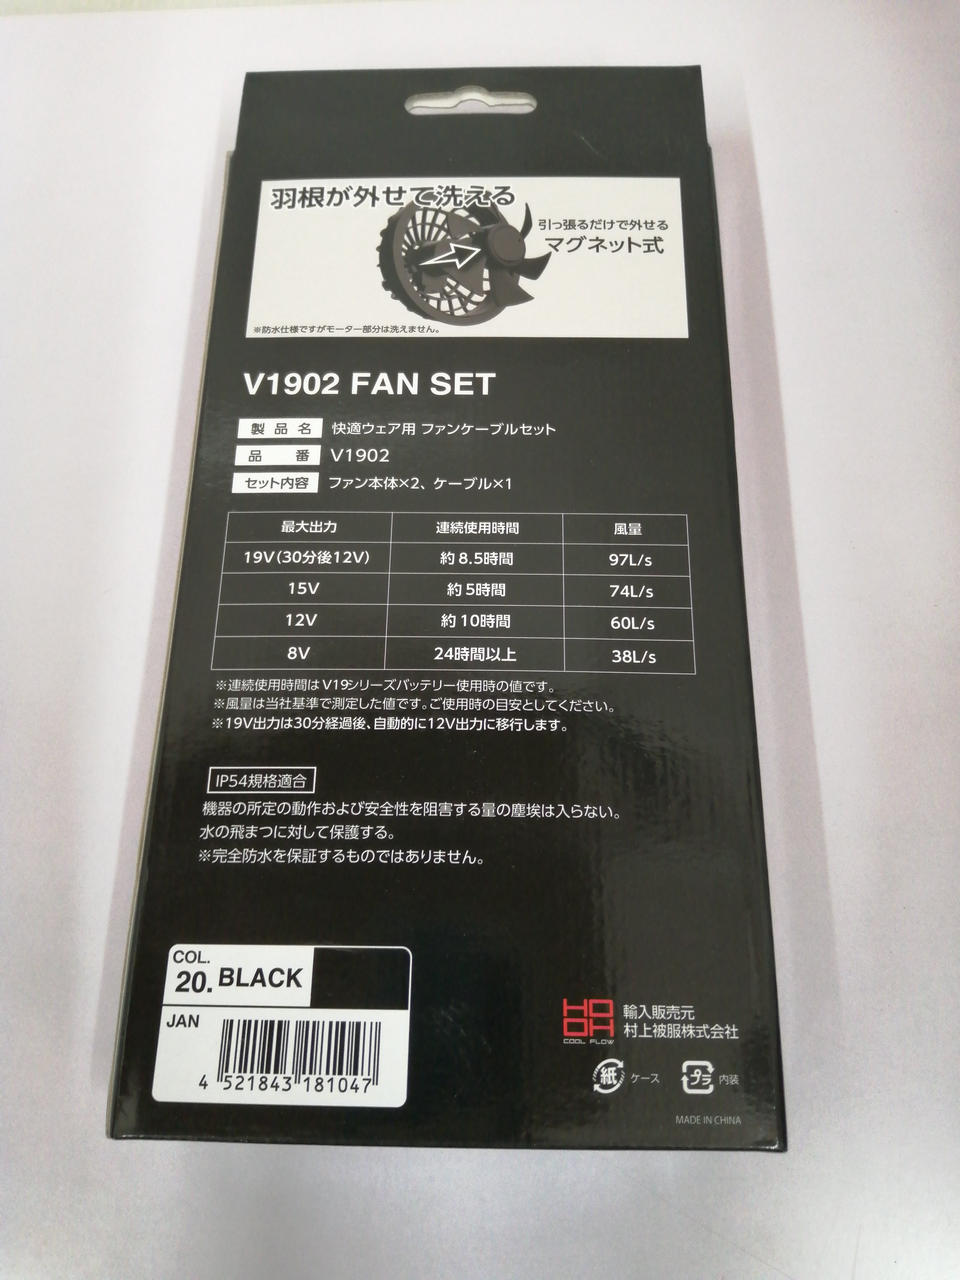 羽根が外せて洗える
引っ張るだけで外せる
マグネット式
※防水仕様ですがモーター部分は洗えません。
V1902 FAN SET
製品名 快適ウェア用 ファンケーブルセット
品番 V1902
セット内容 ファン本体×2、ケーブル×1
最大出力 連続使用時間 風量
19V(30分後12V) 約8.5時間 97L/s
15V 約5時間 74L/s
12V 約10時間 60L/s
8V 24時間以上 38L/s
※連続使用時間はV19シリーズバッテリー使用時の値です。
※風量は当社基準で測定した値です。ご使用時の目安としてください。
※19V出力は30分経過後、自動的に12V出力に移行します。
IP54規格適合
機器の所定の動作および安全性を阻害する量の塵埃は入らない。
水の飛まつに対して保護する。
※完全防水を保証するものではありません。
COL.
20. BLACK
JAN
4 521843 181047
HOOH
COOL FLOW
輸入販売元
村上被服株式会社
紙 ケース プラ 内装
MADE IN CHINA